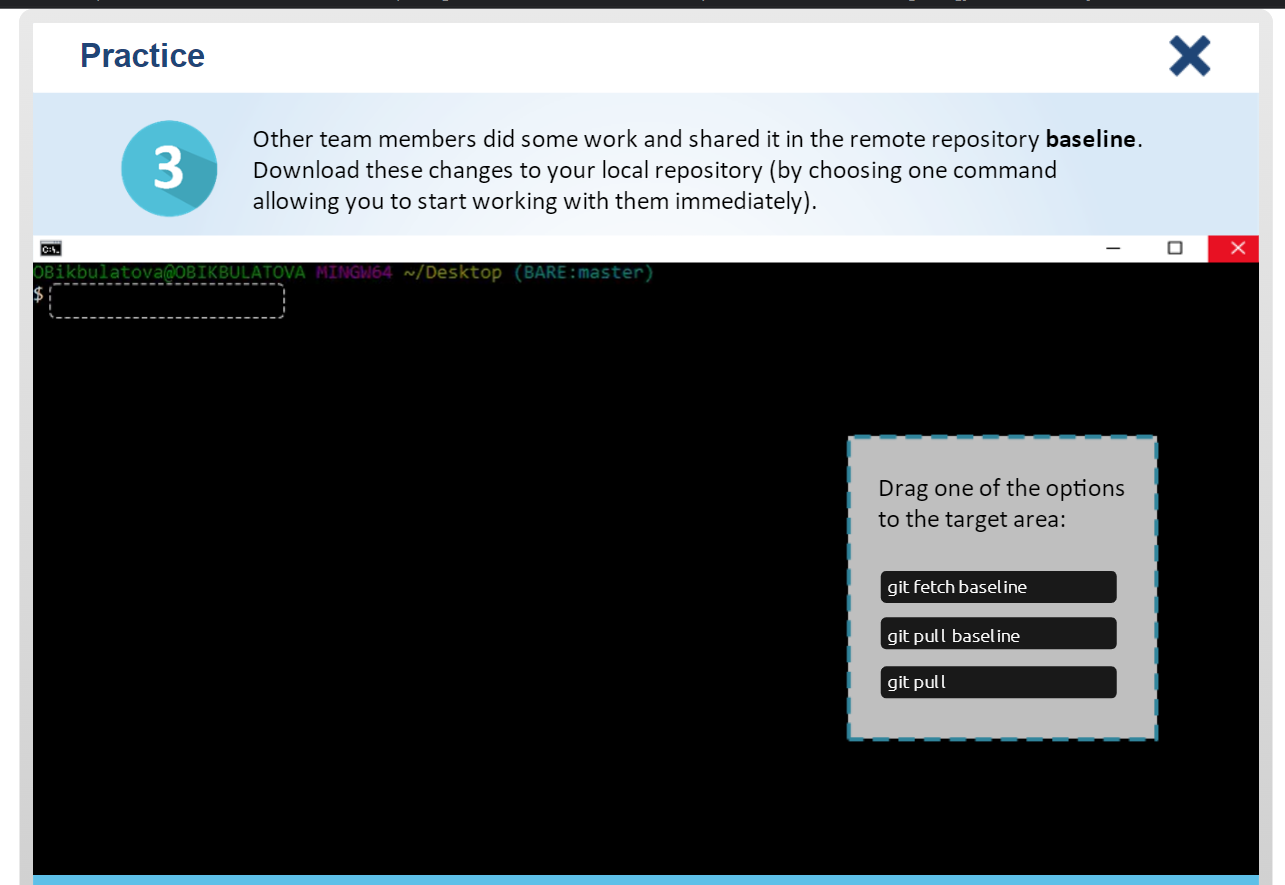 Practice
3
Other team members did some work and shared it in the remote repository baseline.
Download these changes to your local repository (by choosing one command
allowing you to start working with them immediately).
C:\.
OBikbulatova@OBIKBULATOVA MINGW64 ~/Desktop (BARE:master)
$
Drag one of the options
to the target area:
git fetch baseline
git pull baseline
git pull